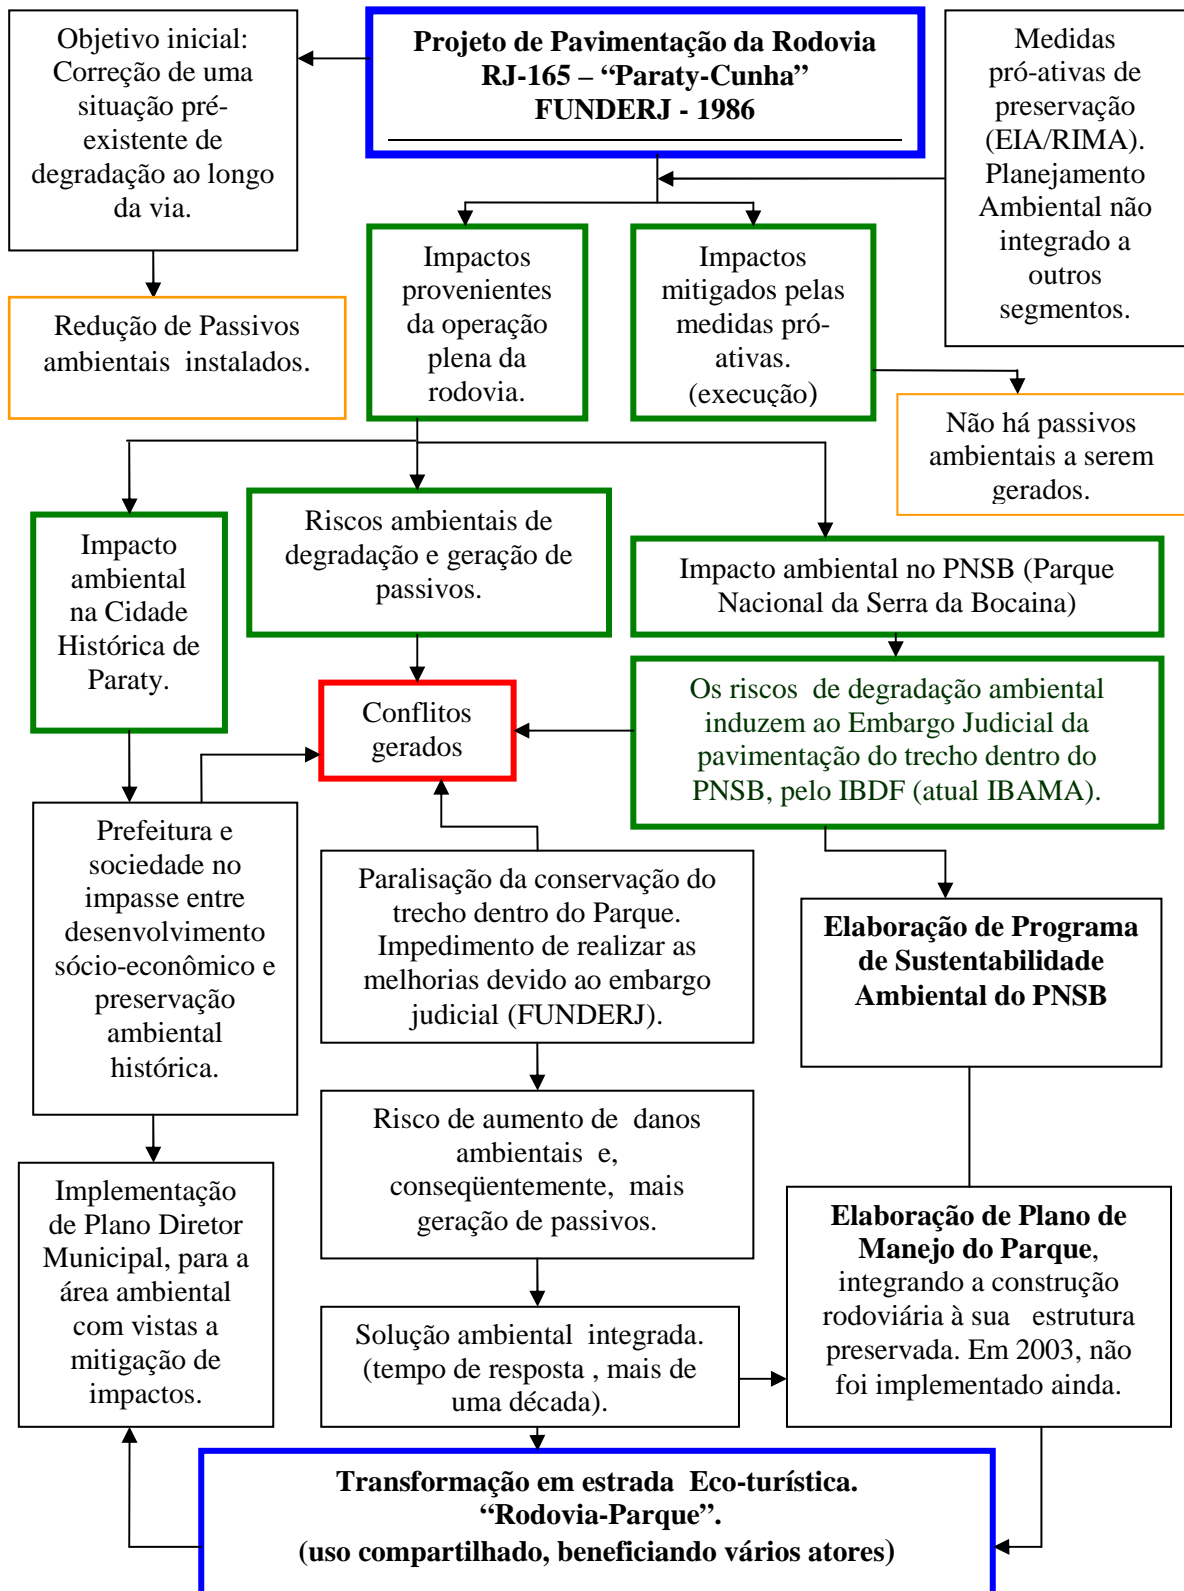 Objetivo inicial:
Correção de uma
situação pré-
existente de
degradação ao longo
da via.
Projeto de Pavimentação da Rodovia
RJ-165 – “Paraty-Cunha”
FUNDERJ - 1986
Medidas
pró-ativas de
preservação
(EIA/RIMA).
Planejamento
Ambiental não
integrado a
outros
segmentos.
Redução de Passivos
ambientais instalados.
Impactos
provenientes
da operação
plena da
rodovia.
Impactos
mitigados pelas
medidas pró-
ativas.
(execução)
Não há passivos
ambientais a serem
gerados.
Impacto
ambiental
na Cidade
Histórica de
Paraty.
Riscos ambientais de
degradação e geração de
passivos.
Impacto ambiental no PNSB (Parque
Nacional da Serra da Bocaina)
Conflitos
gerados
Os riscos de degradação ambiental
induzem ao Embargo Judicial da
pavimentação do trecho dentro do
PNSB, pelo IBDF (atual IBAMA).
Prefeitura e
sociedade no
impasse entre
desenvolvimento
sócio-econômico e
preservação
ambiental
histórica.
Paralisação da conservação do
trecho dentro do Parque.
Impedimento de realizar as
melhorias devido ao embargo
judicial (FUNDERJ).
Elaboração de Programa
de Sustentabilidade
Ambiental do PNSB
Risco de aumento de danos
ambientais e,
conseqüentemente, mais
geração de passivos.
Implementação
de Plano Diretor
Municipal, para a
área ambiental
com vistas a
mitigação de
impactos.
Solução ambiental integrada.
(tempo de resposta , mais de
uma década).
Elaboração de Plano de
Manejo do Parque,
integrando a construção
rodoviária à sua estrutura
preservada. Em 2003, não
foi implementado ainda.
Transformação em estrada Eco-turística.
“Rodovia-Parque”.
(uso compartilhado, beneficiando vários atores)